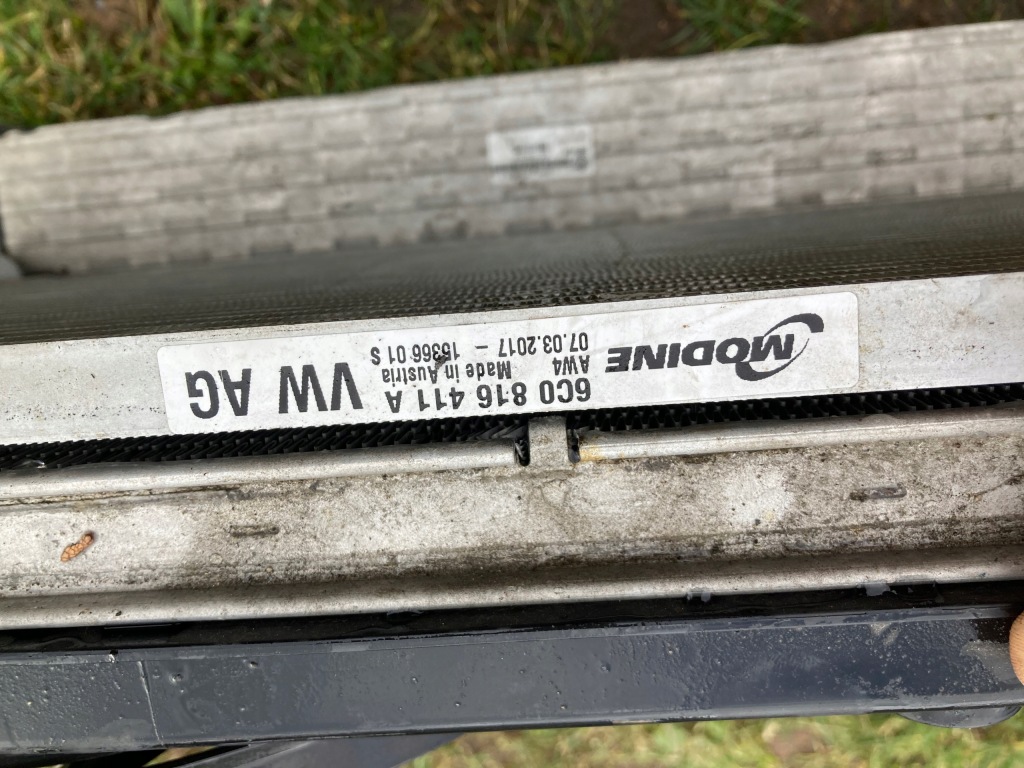 MODINE
6C0 816 411 A
AW4 Made in Austria
07.03.2017 - 15366 01 S
VW AG